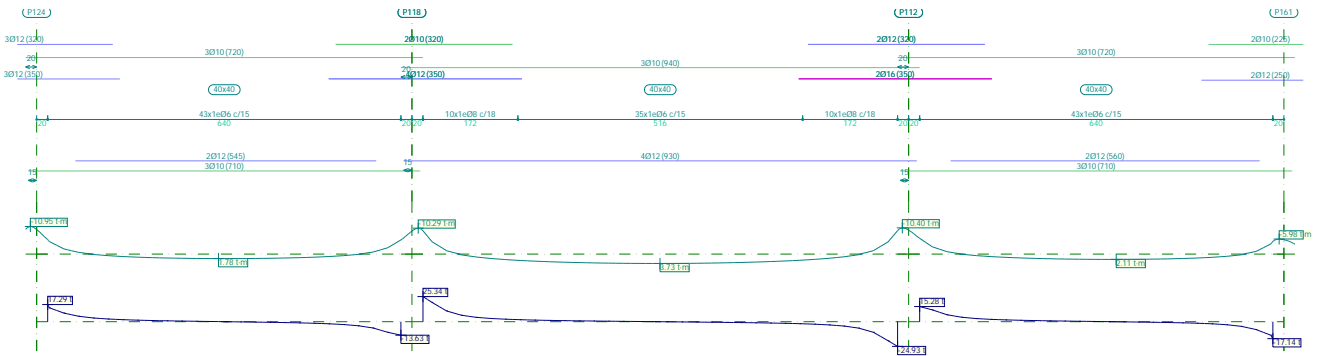 P124 P118 P112 P161
3Ø12(320) 2Ø10(320) 2Ø12(320) 2Ø10(225)
3Ø10(720) 3Ø10(720)
20 20
3Ø10(940)
20
3Ø12(350) 4Ø12(350) 2Ø16(350) 2Ø12(250)
40x40 40x40 40x40
43x1eØ6 c/15 10x1eØ8 c/18 35x1eØ6 c/15 10x1eØ8 c/18 43x1eØ6 c/15
20 640 20 20 172 516 172 20 20 640 20
2Ø12(545) 4Ø12(930) 2Ø12(560)
3Ø10(710) 15 3Ø10(710)
15 15
-10.95 t·m -10.29 t·m -10.40 t·m
-5.98 t·m
1.78 t·m 3.73 t·m 2.11 t·m
17.29 t 25.34 t 15.28 t
-13.63 t -24.93 t -17.14 t